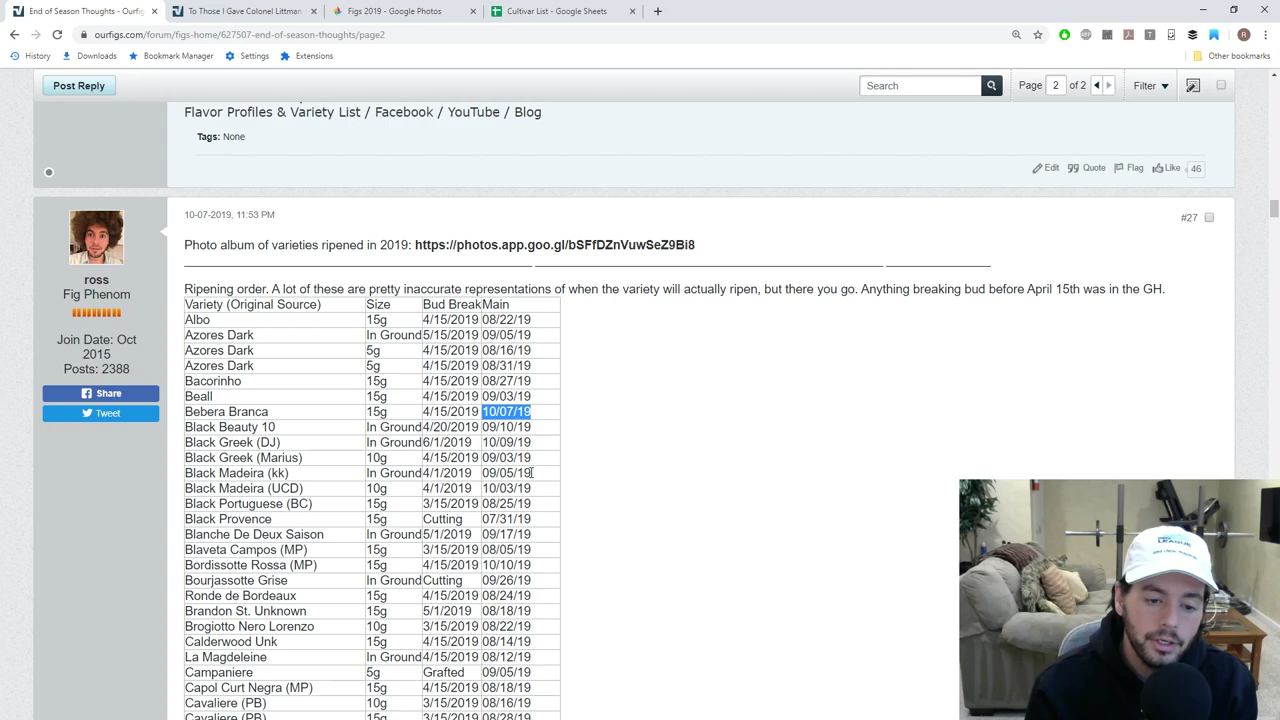 End of Season Thoughts - Ourfig
To Those I Gave Colonel Littman
Figs 2019 - Google Photos
Cultivar List - Google Sheets
ourfigs.com/forum/figs-home/627507-end-of-season-thoughts/page2
History
Downloads
Bookmark Manager
Settings
Extensions
Other bookmarks
Post Reply
Search
Page 2 of 2
Filter
Flavor Profiles & Variety List / Facebook / YouTube / Blog
Tags: None
Edit Quote Flag Like 46
10-07-2019, 11:53 PM
#27
ross
Fig Phenom
Join Date: Oct
2015
Posts: 2388
Share
Tweet
Photo album of varieties ripened in 2019: https://photos.app.goo.gl/bSFfDZnVuwSeZ9Bi8
Ripening order. A lot of these are pretty inaccurate representations of when the variety will actually ripen, but there you go. Anything breaking bud before April 15th was in the GH.
Variety (Original Source) Size Bud Break Main
Albo 15g 4/15/2019 08/22/19
Azores Dark In Ground 5/15/2019 09/05/19
Azores Dark 5g 4/15/2019 08/16/19
Azores Dark 5g 4/15/2019 08/31/19
Bacorinho 15g 4/15/2019 08/27/19
Beall 15g 4/15/2019 09/03/19
Bebera Branca 15g 4/15/2019 10/07/19
Black Beauty 10 In Ground 4/20/2019 09/10/19
Black Greek (DJ) In Ground 6/1/2019 10/09/19
Black Greek (Marius) 10g 4/15/2019 09/03/19
Black Madeira (kk) In Ground 4/1/2019 09/05/19
Black Madeira (UCD) 10g 4/1/2019 10/03/19
Black Portuguese (BC) 15g 3/15/2019 08/25/19
Black Provence 15g Cutting 07/31/19
Blanche De Deux Saison In Ground 5/1/2019 09/17/19
Blaveta Campos (MP) 15g 3/15/2019 08/05/19
Bordissotte Rossa (MP) 15g 4/15/2019 10/10/19
Bourjassotte Grise In Ground Cutting 09/26/19
Ronde de Bordeaux 15g 4/15/2019 08/24/19
Brandon St. Unknown 15g 5/1/2019 08/18/19
Brogiotto Nero Lorenzo 10g 3/15/2019 08/22/19
Calderwood Unk 15g 4/15/2019 08/14/19
La Magdeleine In Ground 4/15/2019 08/12/19
Campaniere 5g Grafted 09/05/19
Capol Curt Negra (MP) 15g 4/15/2019 08/18/19
Cavaliere (PB) 10g 3/15/2019 08/16/19
Cavaliere (PB) 15g 3/15/2019 08/28/19